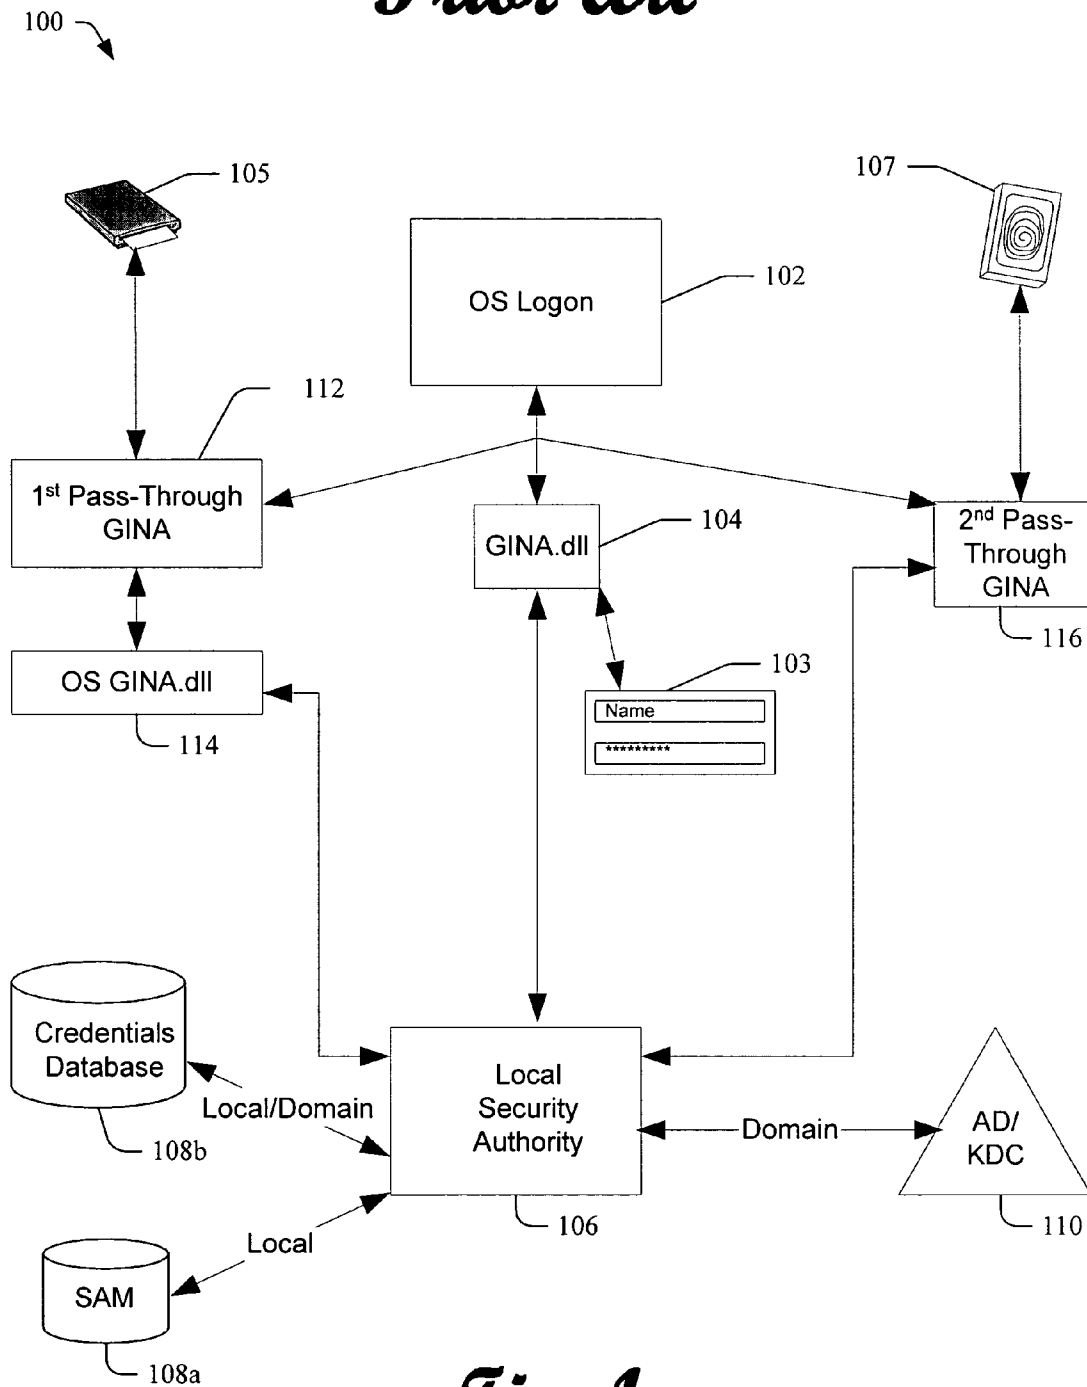 Prior art
100
105
107
OS Logon
102
112
1st Pass-Through
GINA
104
GINA.dll
2nd Pass-
Through
GINA
116
OS GINA.dll
114
103
Name
*********
Credentials
Database
108b
Local/Domain
Local
Security
Authority
106
Domain
AD/
KDC
110
Local
SAM
108a